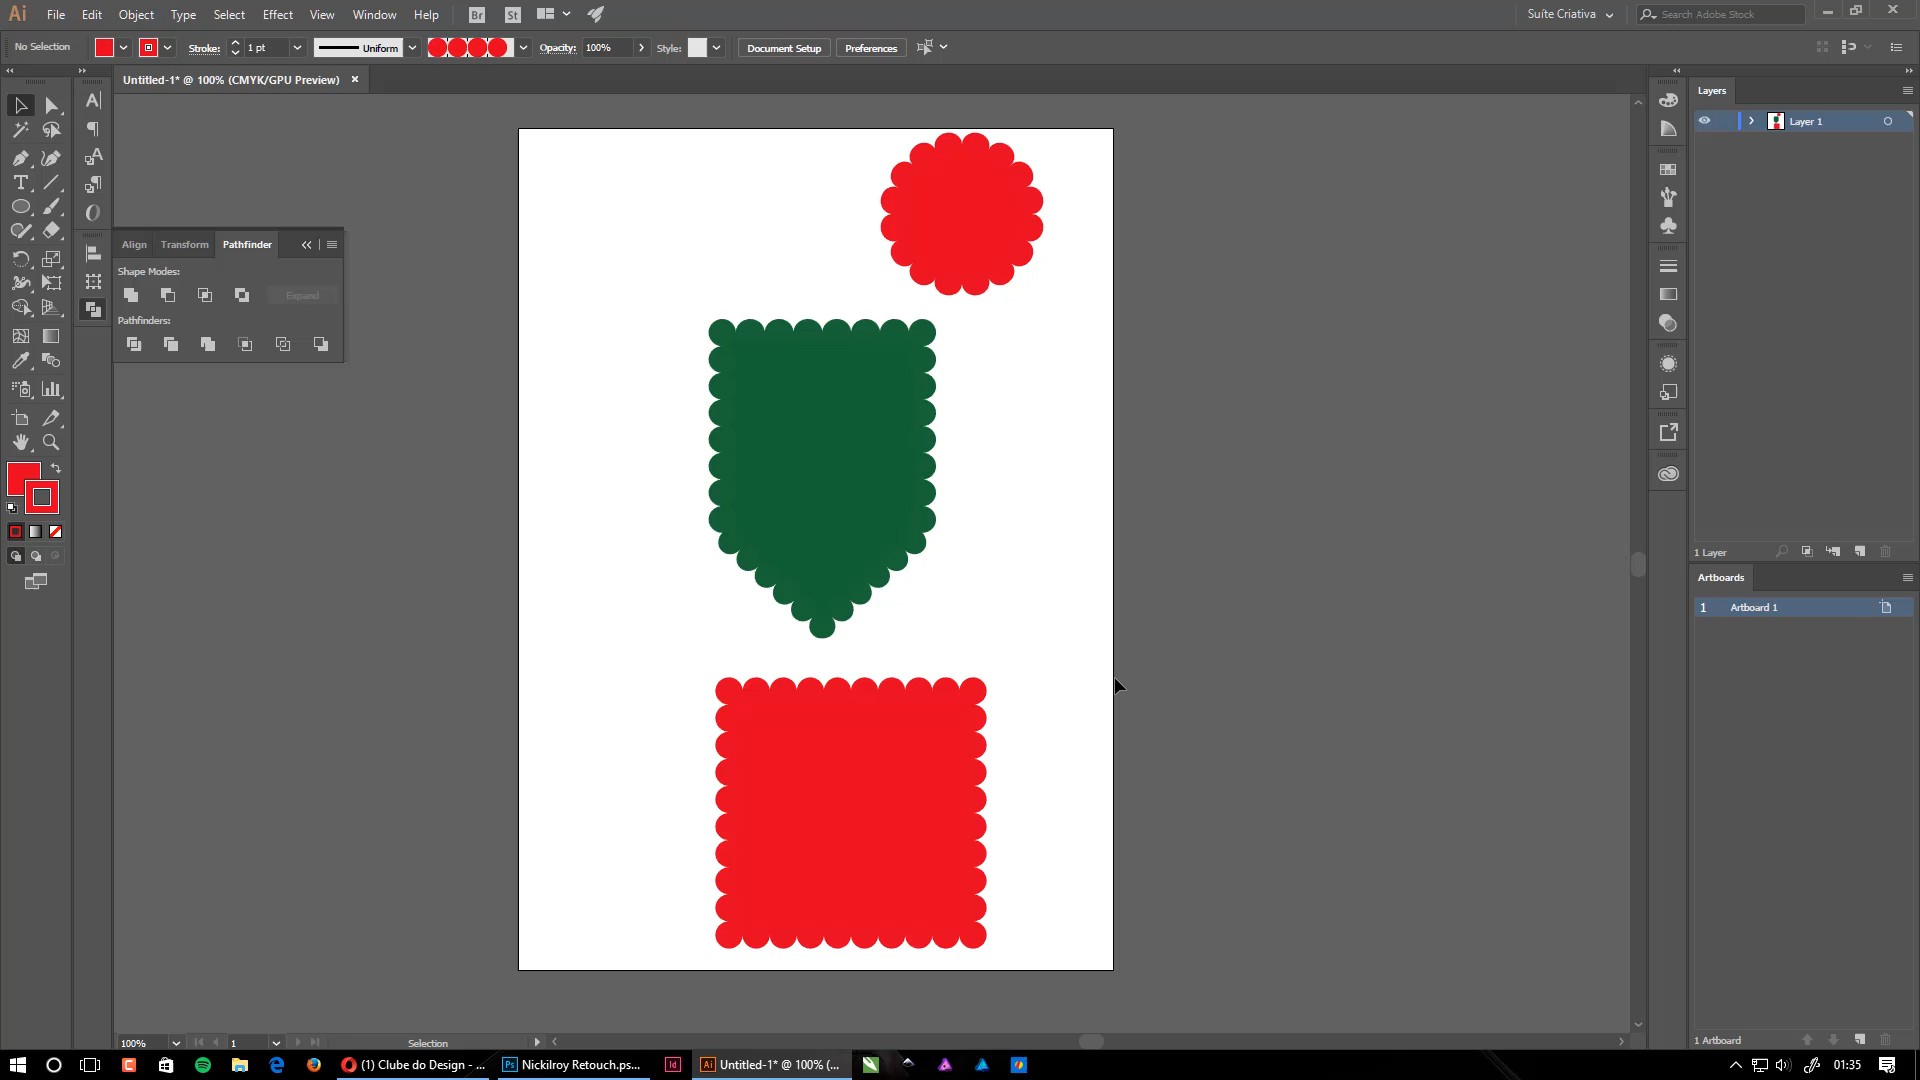 Ai File Edit Object Type Select Effect View Window Help Br St Suíte Criativa Search Adobe Stock
No Selection Stroke: 1 pt Uniform Opacity: 100% Style: Document Setup Preferences
Untitled-1* @ 100% (CMYK/GPU Preview) ×
Layers
Layer 1
Align Transform Pathfinder
Shape Modes:
Expand
Pathfinders:
1 Layer
Artboards
1 Artboard 1
100% 1 Selection
1 Artboard
(1) Clube do Design - ... Ps Nickilroy Retouch.ps... Id Ai Untitled-1* @ 100% (... 01:35